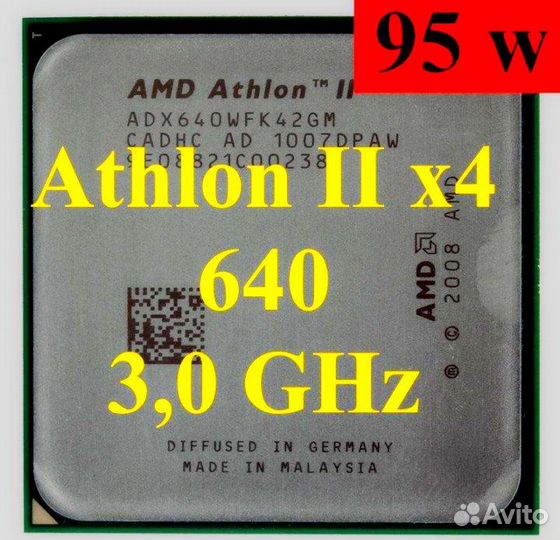 95 w
AMD Athlon™ II
ADX640WFK42GM
CADHC AD 1007DPAW
9E08821C00238
Athlon II x4
640
3,0 GHz
AMD
© 2008 AMD
DIFFUSED IN GERMANY
MADE IN MALAYSIA
Avito